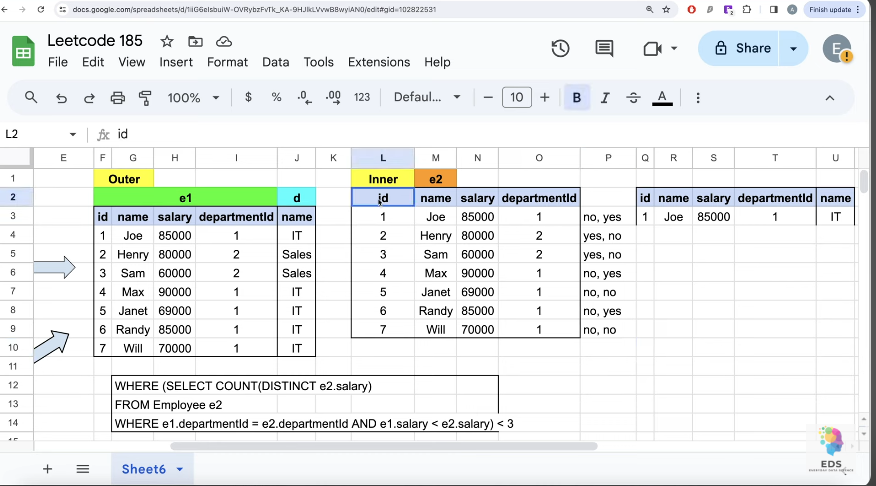 docs.google.com/spreadsheets/d/1liG6elsbuiW-OVRybzFvTk_KA-9HJlkLVvwB8wyiAN0/edit#gid=102822531
Finish update
Leetcode 185
File Edit View Insert Format Data Tools Extensions Help
Share
E
100% $ % .0 .00 123 Defaul... 10 B I A
L2 fx id
E F G H I J K L M N O P Q R S T U
1 Outer Inner e2
2 e1 d id name salary departmentId id name salary departmentId name
3 id name salary departmentId name 1 Joe 85000 1 no, yes 1 Joe 85000 1 IT
4 1 Joe 85000 1 IT 2 Henry 80000 2 yes, no
5 2 Henry 80000 2 Sales 3 Sam 60000 2 yes, no
6 3 Sam 60000 2 Sales 4 Max 90000 1 no, yes
7 4 Max 90000 1 IT 5 Janet 69000 1 no, no
8 5 Janet 69000 1 IT 6 Randy 85000 1 no, yes
9 6 Randy 85000 1 IT 7 Will 70000 1 no, no
10 7 Will 70000 1 IT
11
12 WHERE (SELECT COUNT(DISTINCT e2.salary)
13 FROM Employee e2
14 WHERE e1.departmentId = e2.departmentId AND e1.salary < e2.salary) < 3
Sheet6
EDS